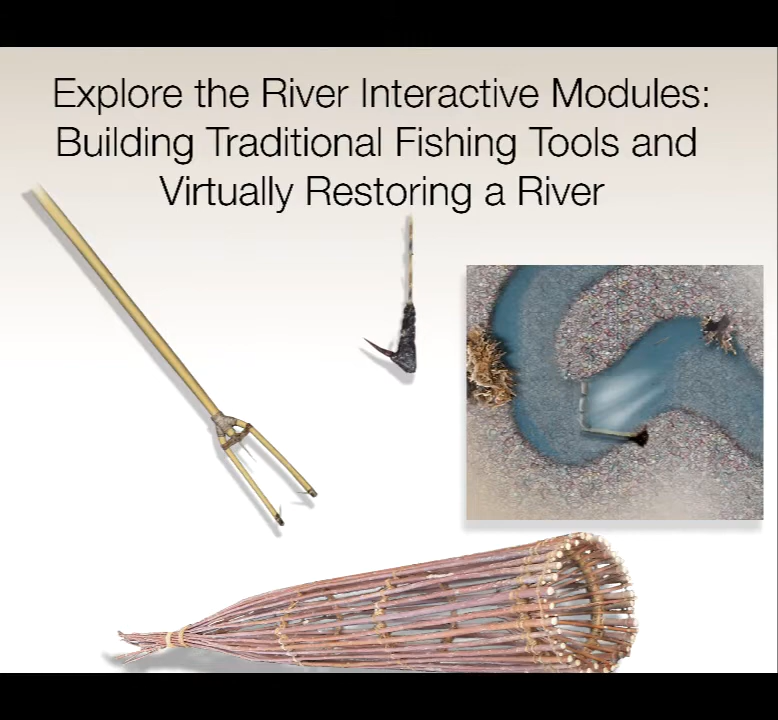 Explore the River Interactive Modules:
Building Traditional Fishing Tools and
Virtually Restoring a River